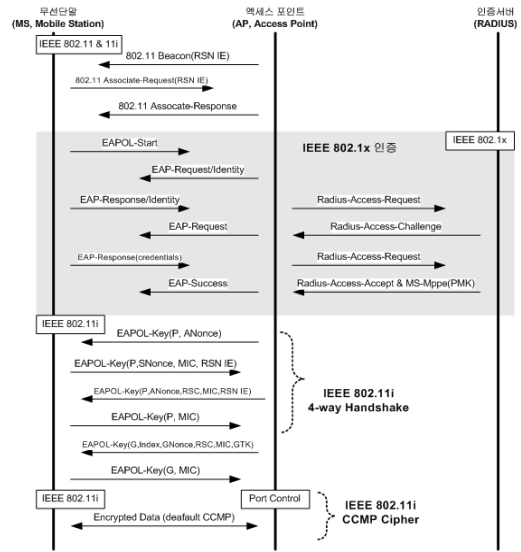 무선단말
(MS, Mobile Station)
엑세스 포인트
(AP, Access Point)
인증서버
(RADIUS)
IEEE 802.11 & 11i
802.11 Beacon(RSN IE)
802.11 Associate-Request(RSN IE)
802.11 Assocate-Response
IEEE 802.1x
EAPOL-Start
IEEE 802.1x 인증
EAP-Request/Identity
EAP-Response/Identity
Radius-Access-Request
EAP-Request
Radius-Access-Challenge
EAP-Response(credentials)
Radius-Access-Request
EAP-Success
Radius-Access-Accept & MS-Mppe(PMK)
IEEE 802.11i
EAPOL-Key(P, ANonce)
EAPOL-Key(P,SNonce, MIC, RSN IE)
EAPOL-Key(P,ANonce,RSC,MIC,RSN IE)
IEEE 802.11i
4-way Handshake
EAPOL-Key(P, MIC)
EAPOL-Key(G,Index,GNonce,RSC,MIC,GTK)
EAPOL-Key(G, MIC)
IEEE 802.11i
Port Control
IEEE 802.11i
CCMP Cipher
Encrypted Data (deafault CCMP)